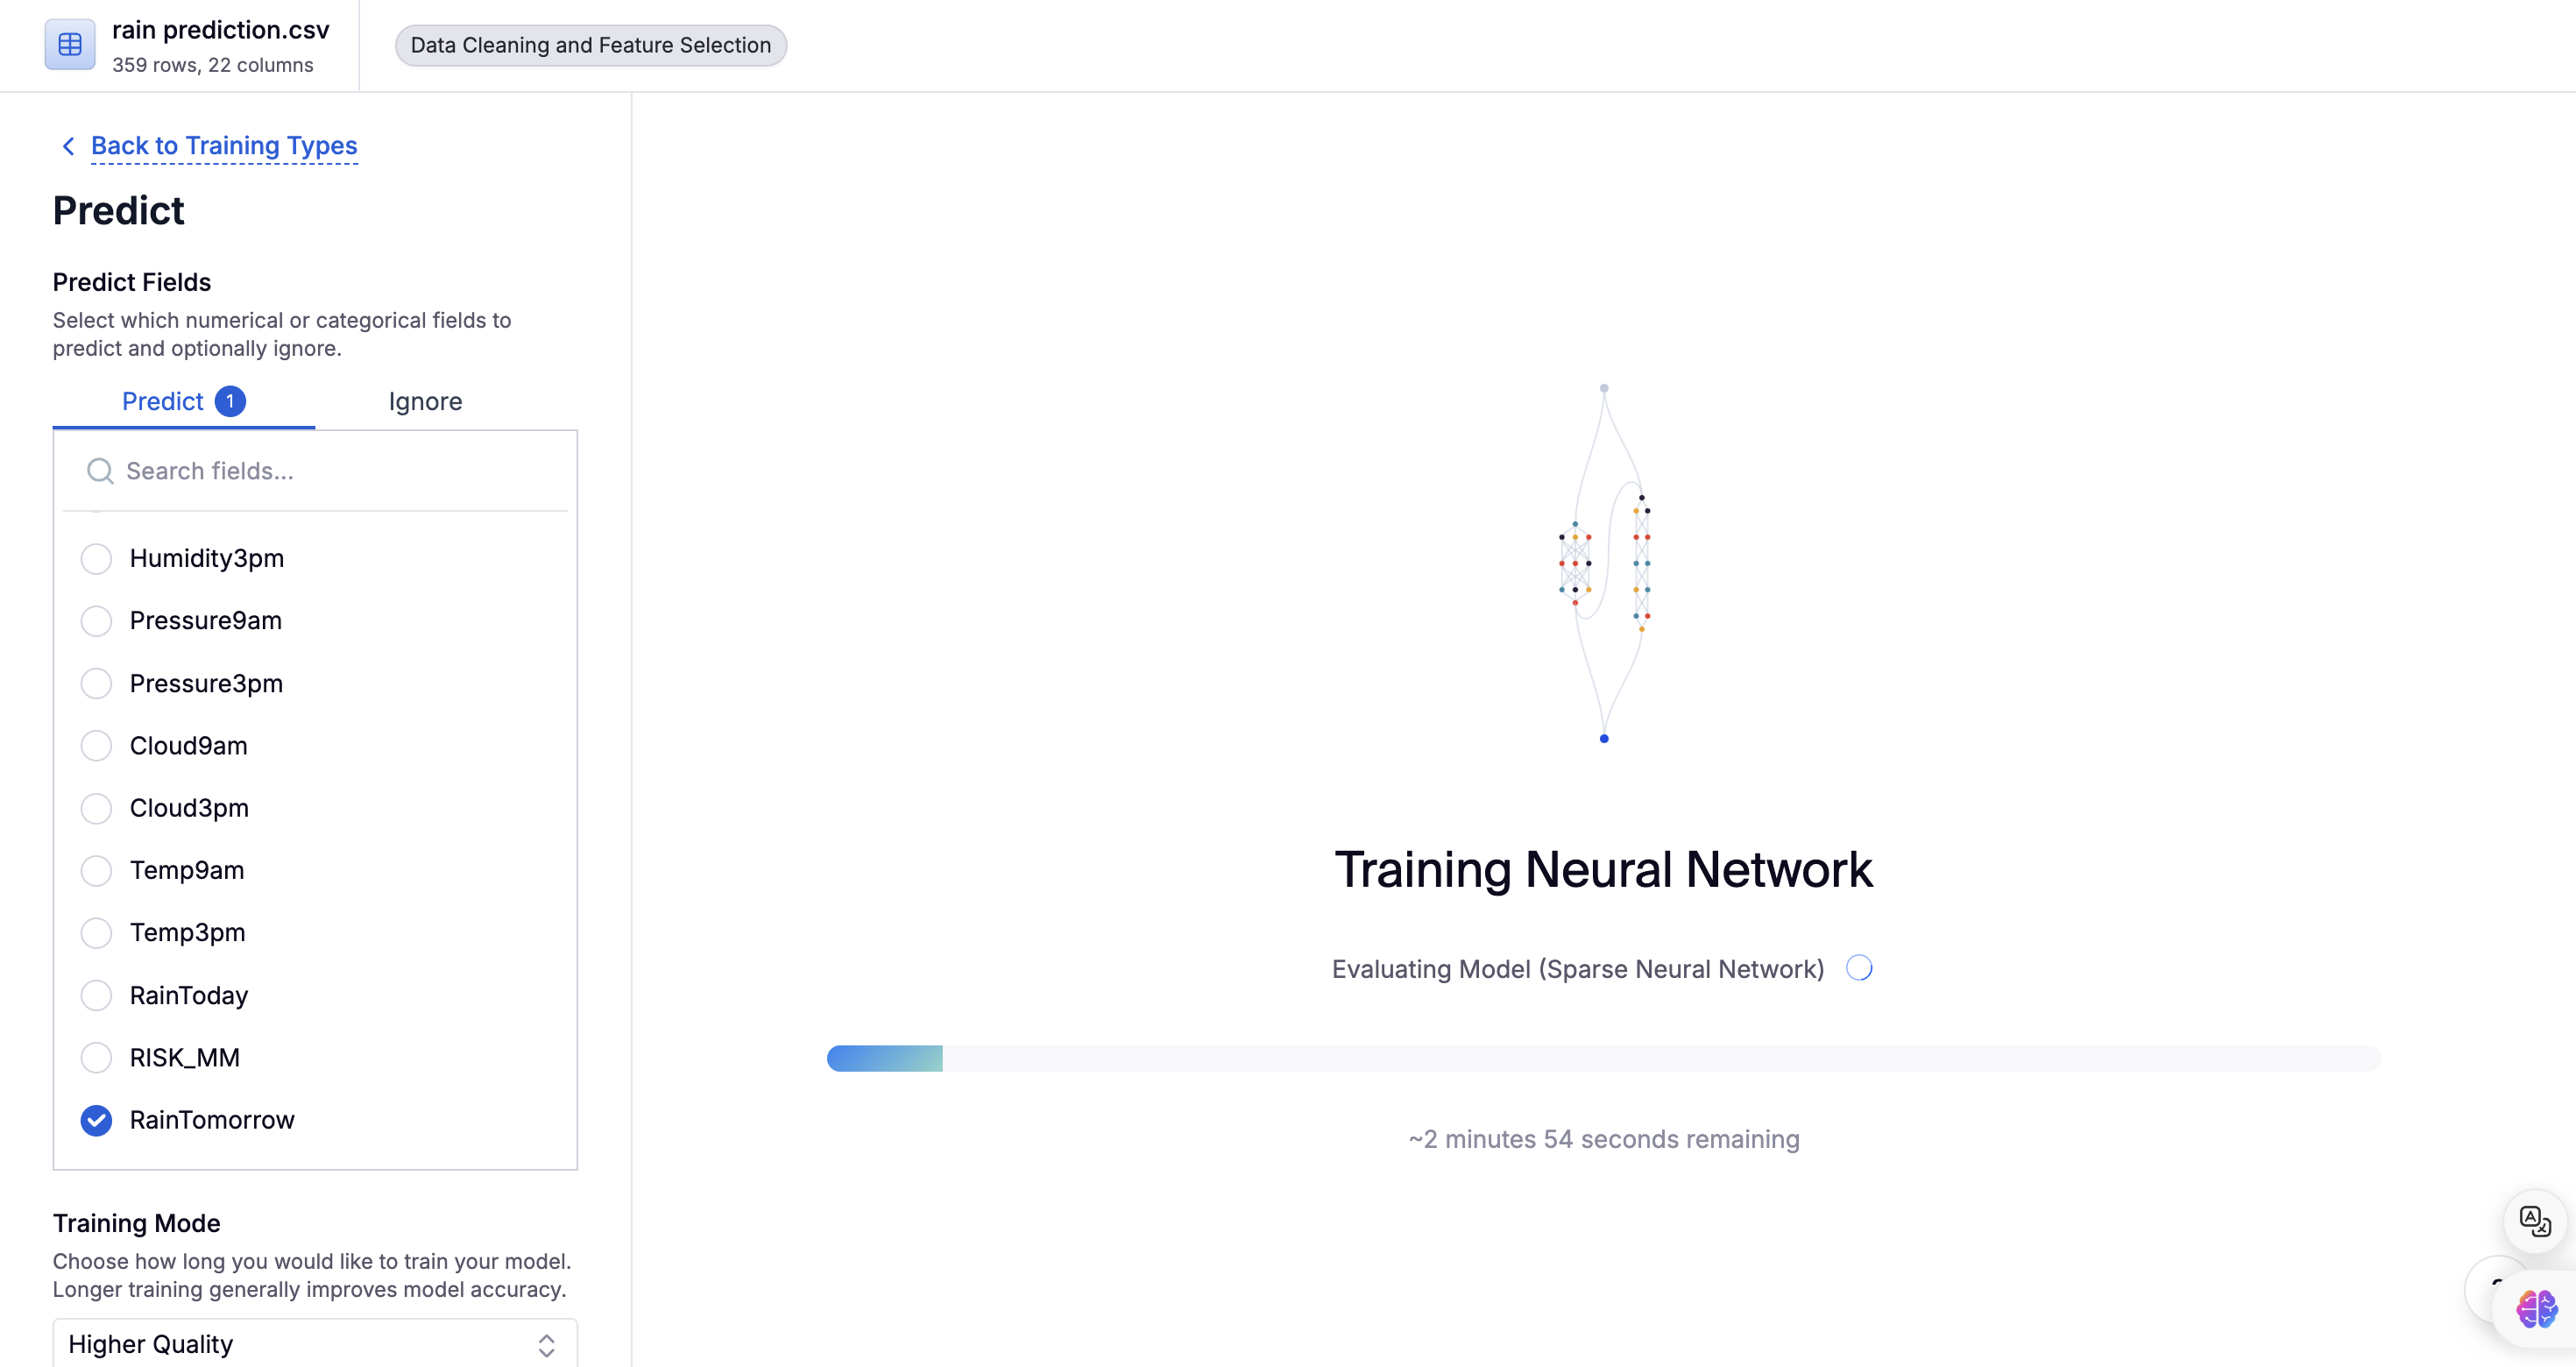 rain prediction.csv
359 rows, 22 columns
Data Cleaning and Feature Selection
Back to Training Types
Predict
Predict Fields
Select which numerical or categorical fields to
predict and optionally ignore.
Predict 1
Ignore
Search fields...
Humidity3pm
Pressure9am
Pressure3pm
Cloud9am
Cloud3pm
Temp9am
Temp3pm
RainToday
RISK_MM
RainTomorrow
Training Mode
Choose how long you would like to train your model.
Longer training generally improves model accuracy.
Higher Quality
Training Neural Network
Evaluating Model (Sparse Neural Network)
~2 minutes 54 seconds remaining